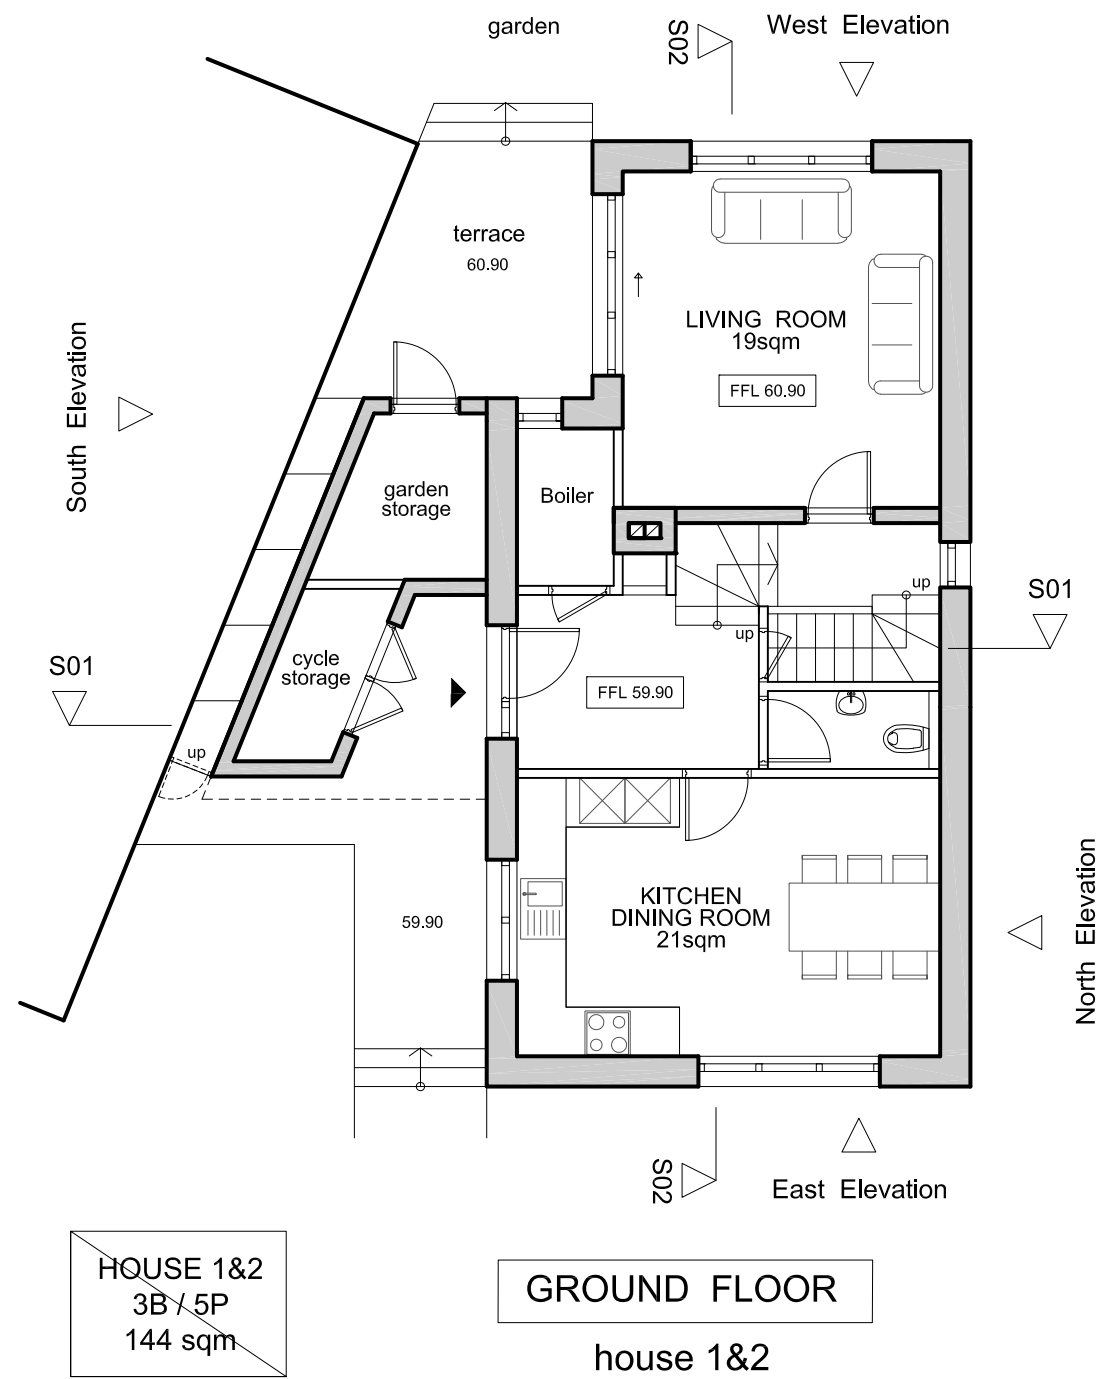 garden
S02
West Elevation
terrace
60.90
LIVING ROOM
19sqm
FFL 60.90
South Elevation
garden
storage
Boiler
up
S01
up
cycle
storage
S01
FFL 59.90
up
KITCHEN
DINING ROOM
21sqm
59.90
North Elevation
S02
East Elevation
HOUSE 1&2
3B / 5P
144 sqm
GROUND FLOOR
house 1&2